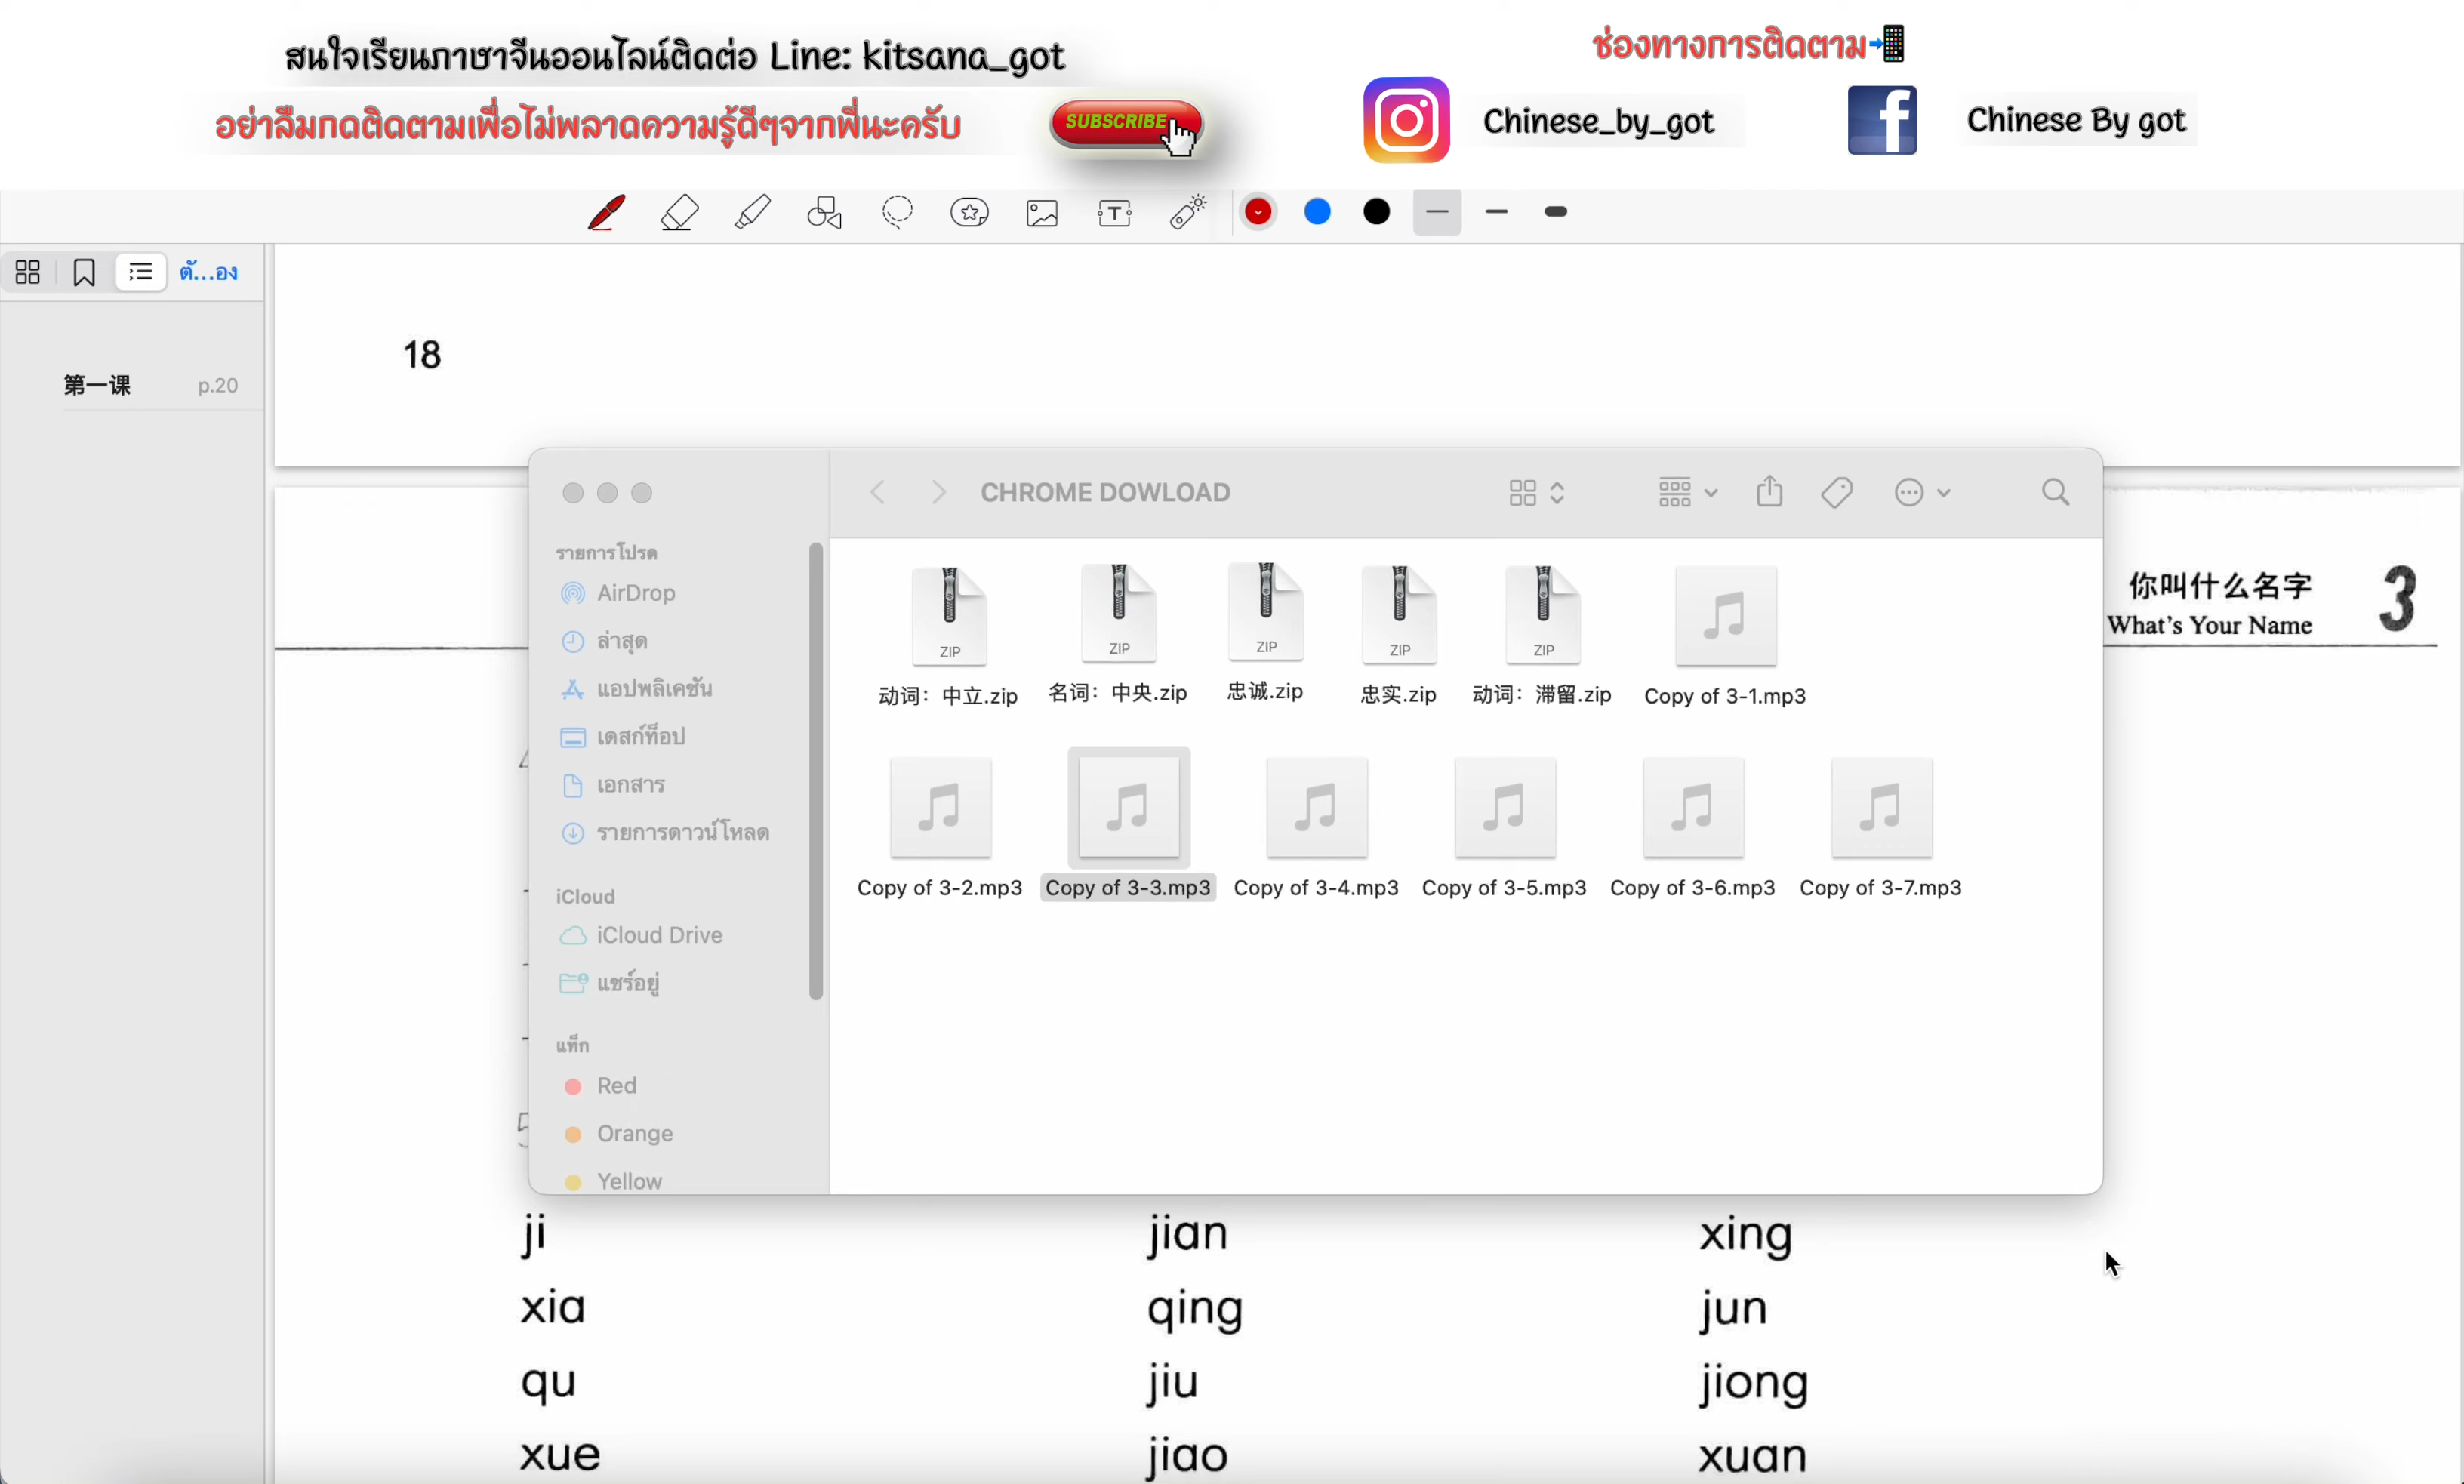 สนใจเรียนภาษาจีนออนไลน์ติดต่อ Line: kitsana_got
อย่าลืมกดติดตามเพื่อไม่พลาดความรู้ดีๆจากพี่นะครับ
SUBSCRIBE
ช่องทางการติดตาม
Chinese_by_got
Chinese By got
ตั...อง
第一课 p.20
18
CHROME DOWLOAD
รายการโปรด
AirDrop
ล่าสุด
แอปพลิเคชัน
เดสก์ท็อป
เอกสาร
รายการดาวน์โหลด
iCloud
iCloud Drive
แชร์อยู่
แท็ก
Red
Orange
Yellow
ZIP ZIP ZIP ZIP ZIP
动词：中立.zip 名词：中央.zip 忠诚.zip 忠实.zip 动词：滞留.zip Copy of 3-1.mp3
Copy of 3-2.mp3 Copy of 3-3.mp3 Copy of 3-4.mp3 Copy of 3-5.mp3 Copy of 3-6.mp3 Copy of 3-7.mp3
你叫什么名字 3
What's Your Name
ji jian xing
xia qing jun
qu jiu jiong
xue jiao xuan